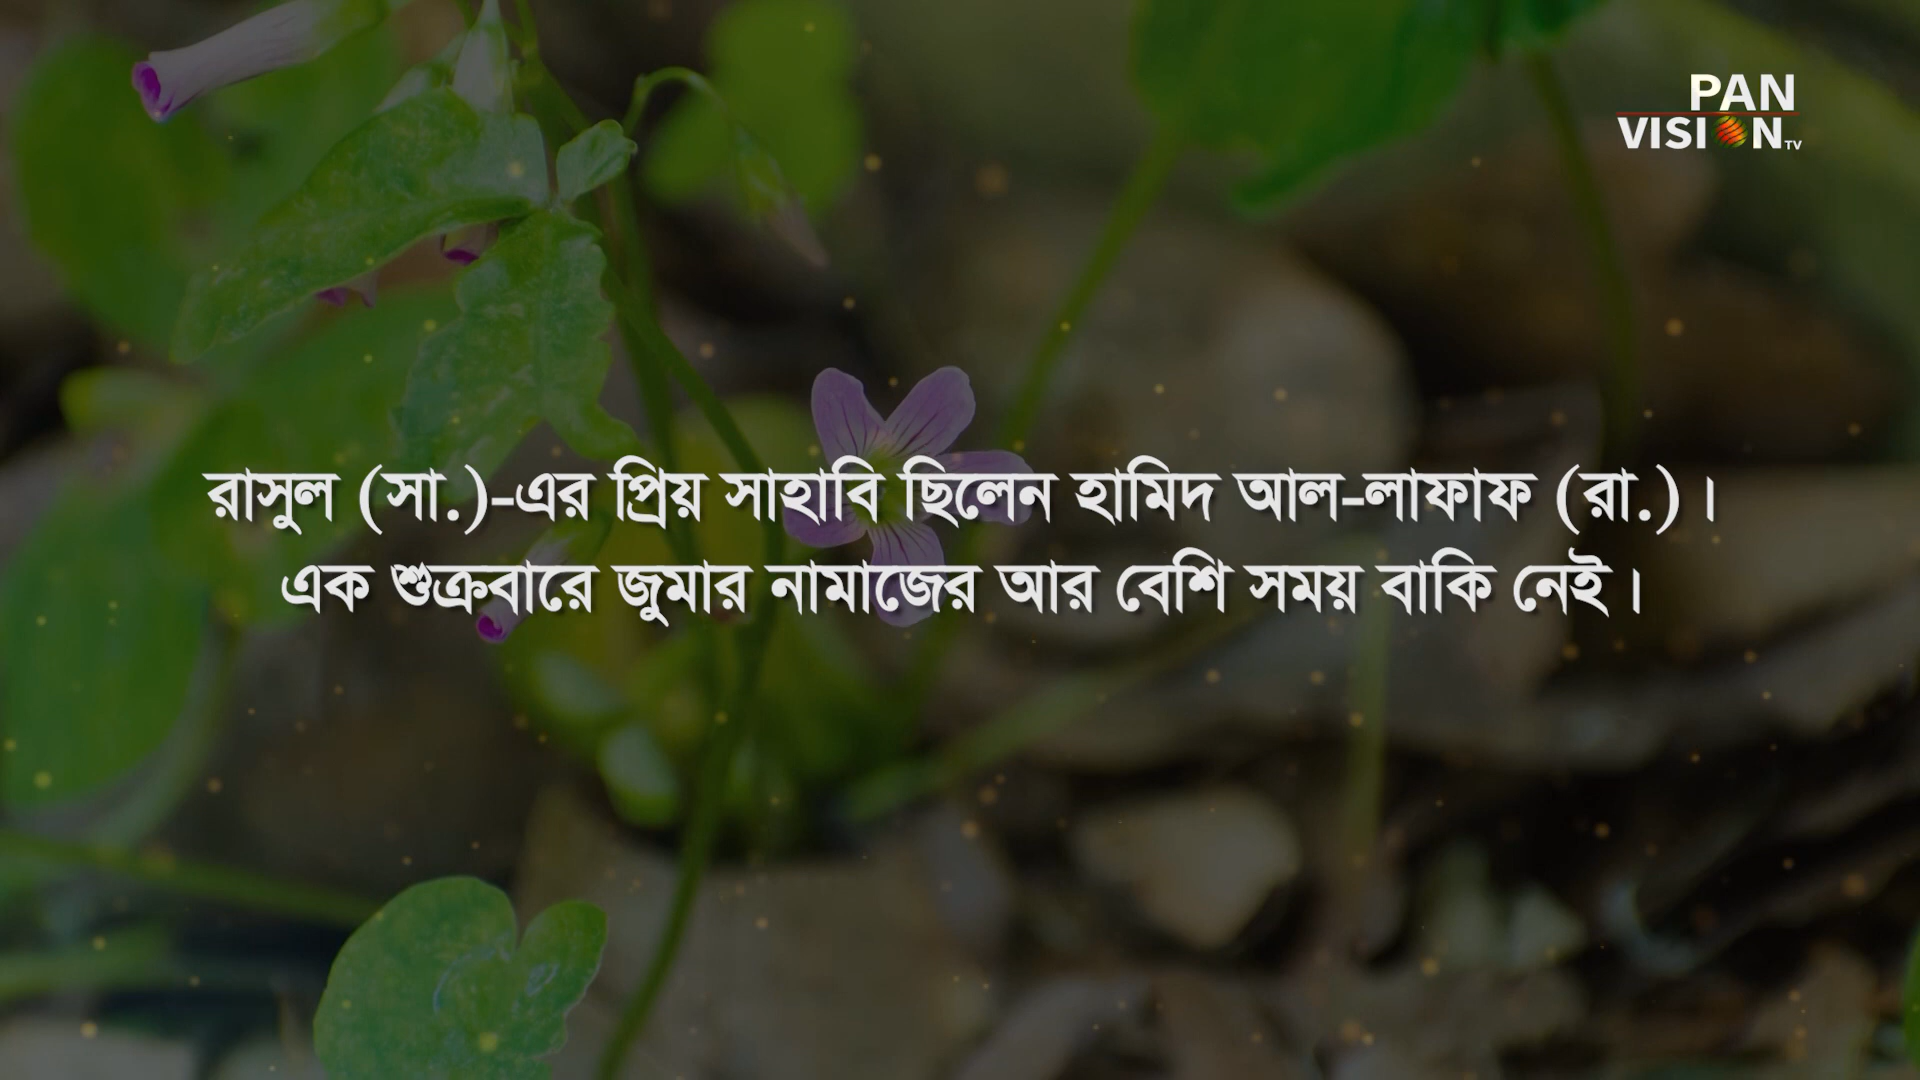 PAN
VISION TV
রাসুল (সা.)-এর প্রিয় সাহাবি ছিলেন হামিদ আল-লাফাফ (রা.)।
এক শুক্রবারে জুমার নামাজের আর বেশি সময় বাকি নেই।